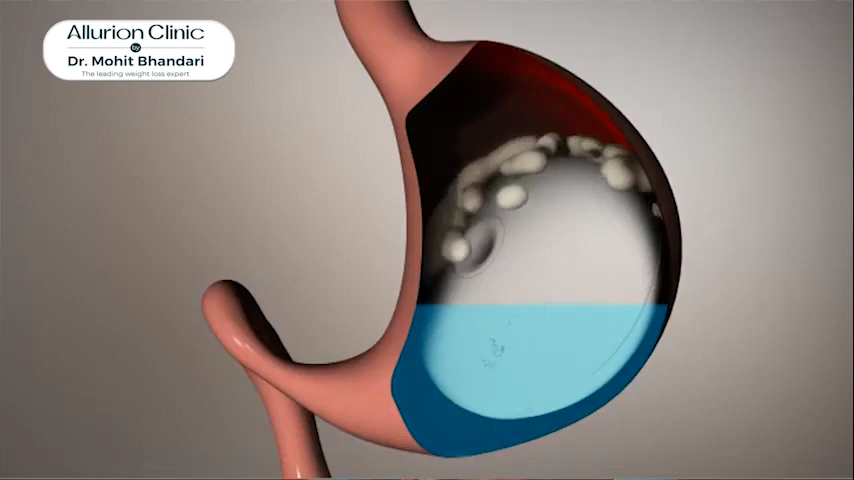 Allurion Clinic
by
Dr. Mohit Bhandari
The leading weight loss expert